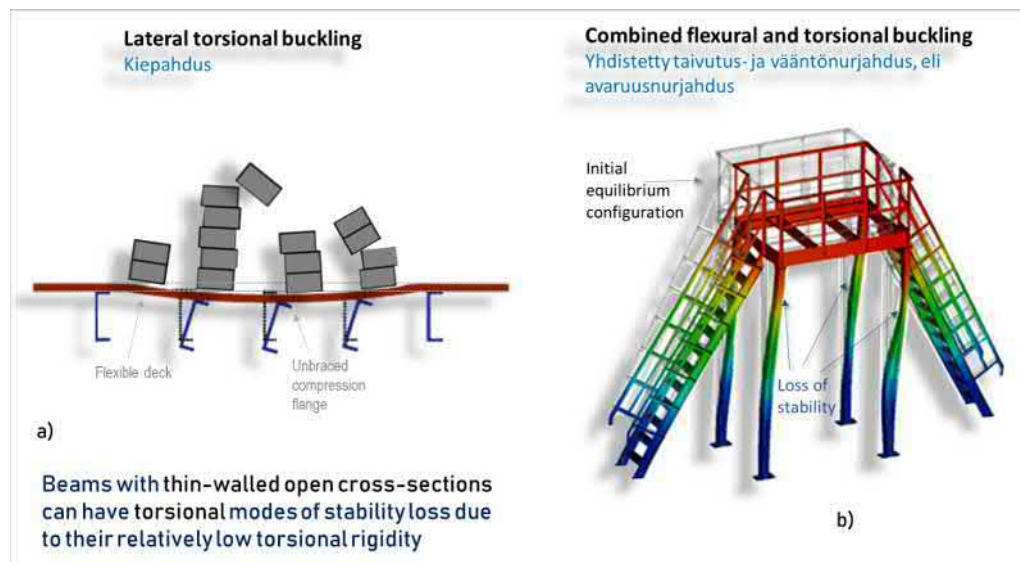 Lateral torsional buckling
Kiepahdus
Flexible deck
Unbraced
compression
flange
a)
Beams with thin-walled open cross-sections
can have torsional modes of stability loss due
to their relatively low torsional rigidity
Combined flexural and torsional buckling
Yhdistetty taivutus- ja vääntönurjahdus, eli
avaruusnurjahdus
Initial
equilibrium
configuration
Loss of
stability
b)